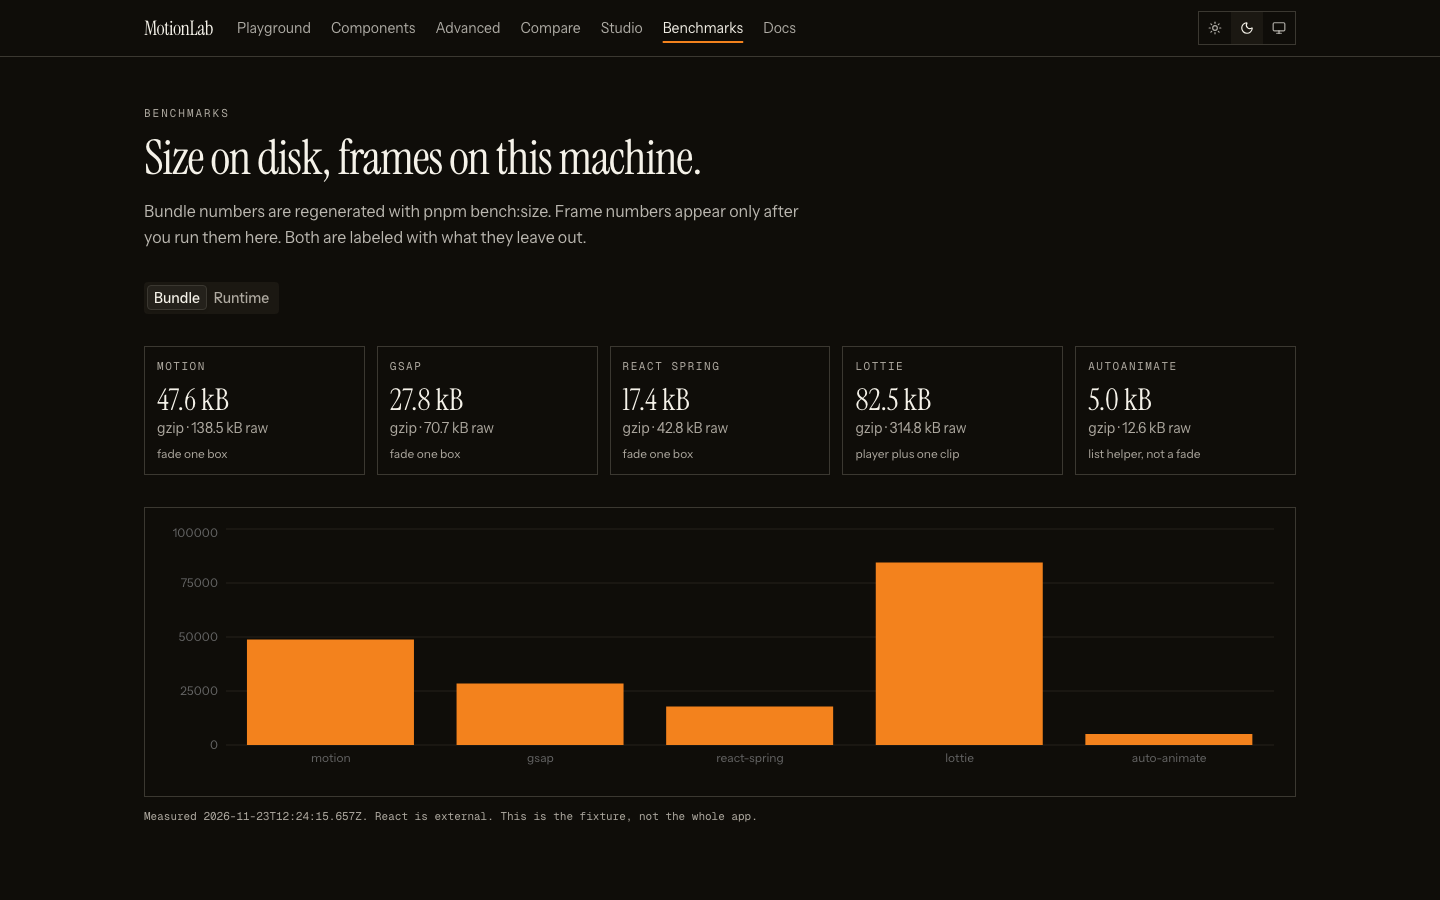 MotionLab Playground Components Advanced Compare Studio Benchmarks Docs
BENCHMARKS
Size on disk, frames on this machine.
Bundle numbers are regenerated with pnpm bench:size. Frame numbers appear only after
you run them here. Both are labeled with what they leave out.
Bundle Runtime
MOTION
47.6 kB
gzip · 138.5 kB raw
fade one box
GSAP
27.8 kB
gzip · 70.7 kB raw
fade one box
REACT SPRING
17.4 kB
gzip · 42.8 kB raw
fade one box
LOTTIE
82.5 kB
gzip · 314.8 kB raw
player plus one clip
AUTOANIMATE
5.0 kB
gzip · 12.6 kB raw
list helper, not a fade
100000
75000
50000
25000
0
motion gsap react-spring lottie auto-animate
Measured 2026-11-23T12:24:15.657Z. React is external. This is the fixture, not the whole app.